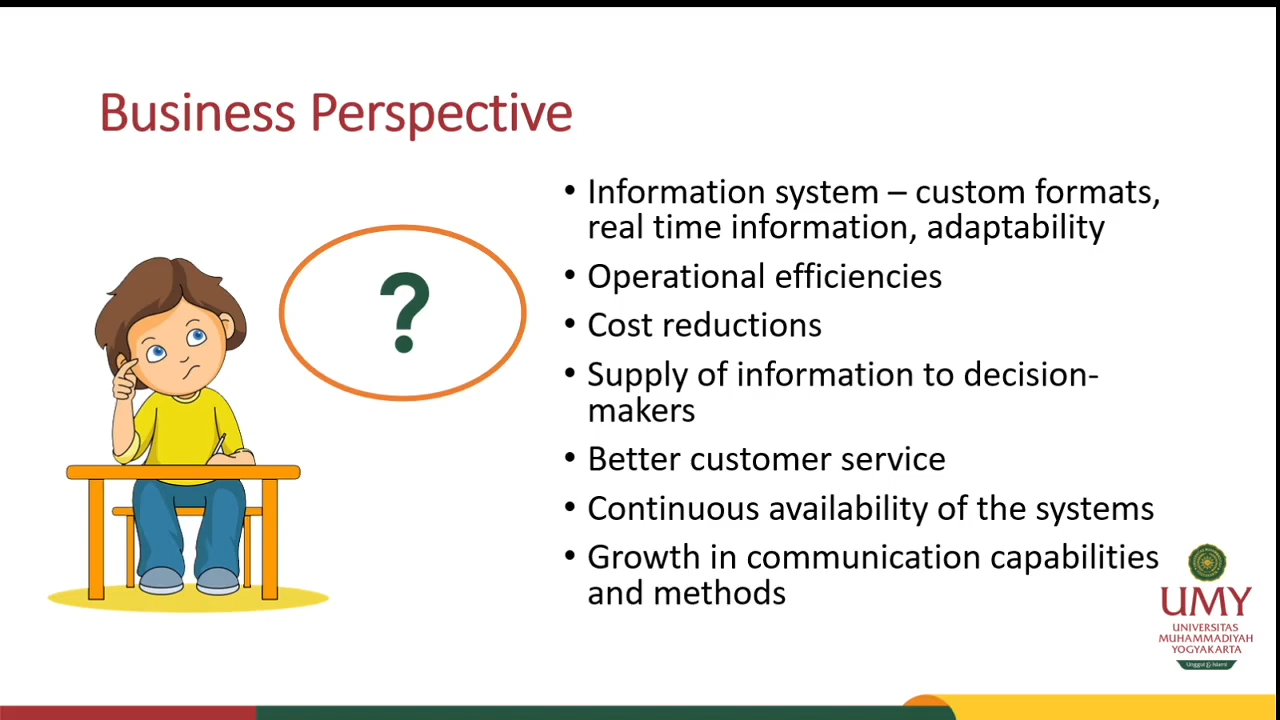 Business Perspective
?
• Information system – custom formats,
real time information, adaptability
• Operational efficiencies
• Cost reductions
• Supply of information to decision-
makers
• Better customer service
• Continuous availability of the systems
• Growth in communication capabilities
and methods
UMY
UNIVERSITAS
MUHAMMADIYAH
YOGYAKARTA
Unggul & Islami